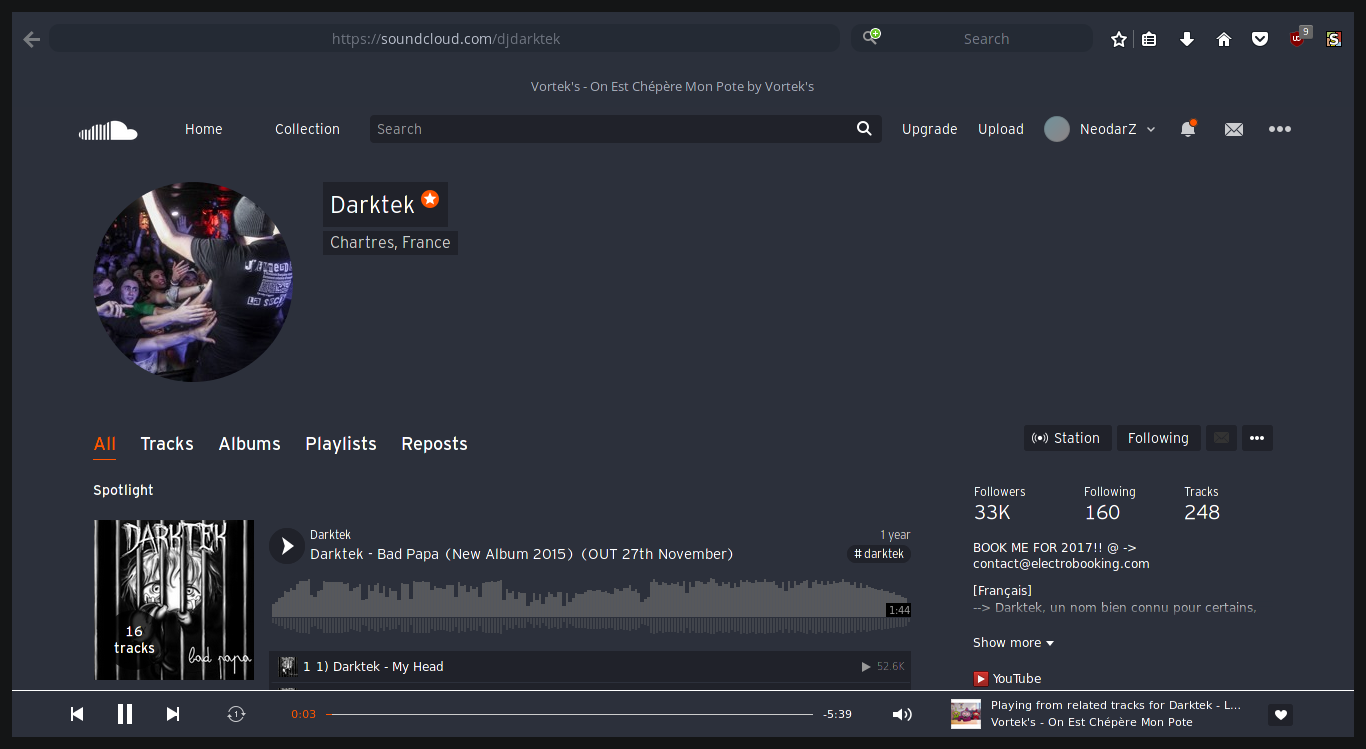 https://soundcloud.com/djdarktek
Search
9
Vortek's - On Est Chépère Mon Pote by Vortek's
Home
Collection
Search
Upgrade
Upload
NeodarZ
Darktek
Chartres, France
All
Tracks
Albums
Playlists
Reposts
Station
Following
Spotlight
Followers
33K
Following
160
Tracks
248
DARKTEK
16
tracks
bad papa
Darktek
1 year
Darktek - Bad Papa (New Album 2015) (OUT 27th November)
# darktek
1:44
1 1) Darktek - My Head
52.6K
BOOK ME FOR 2017!! @ ->
contact@electrobooking.com
[Français]
--> Darktek, un nom bien connu pour certains,
Show more
YouTube
1
0:03
-5:39
Playing from related tracks for Darktek - L...
Vortek's - On Est Chépère Mon Pote